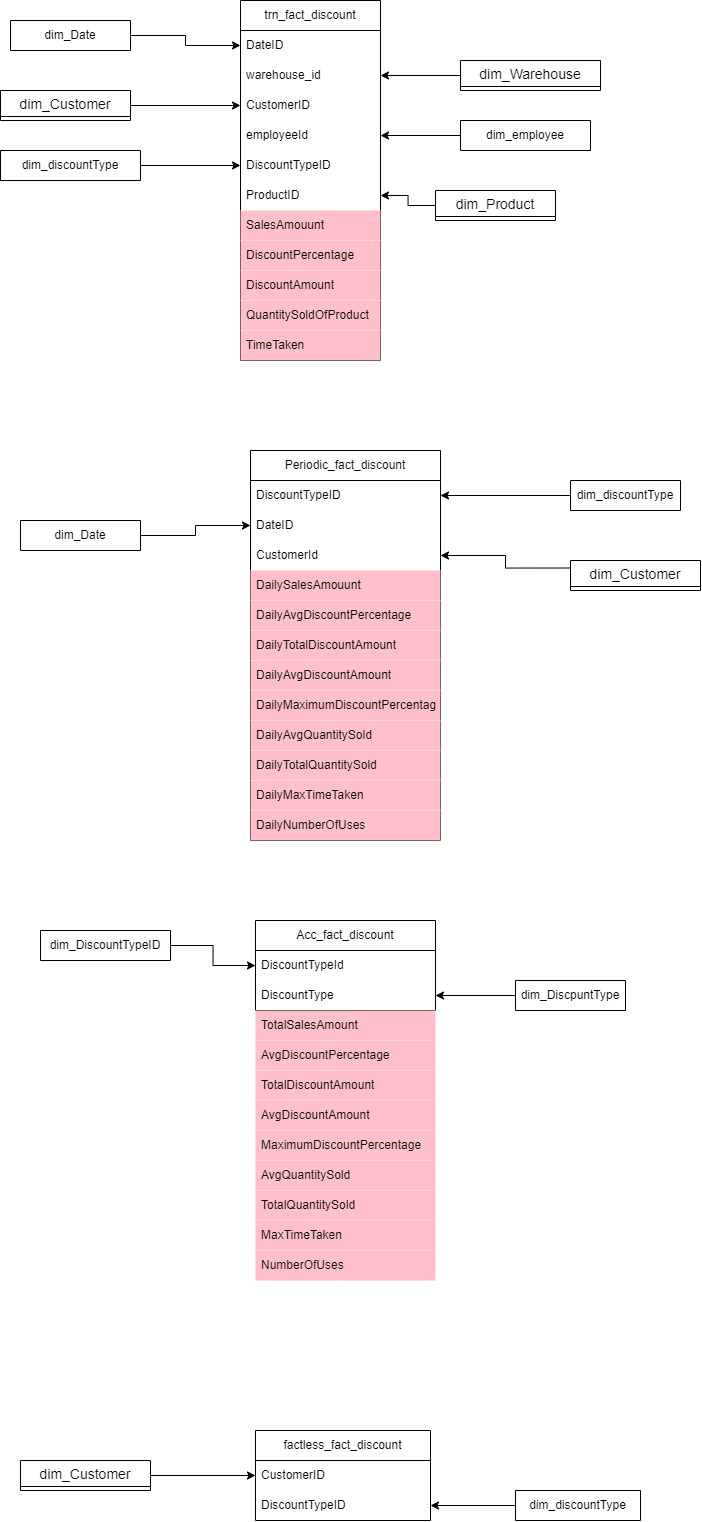 trn_fact_discount
dim_Date
DateID
warehouse_id
dim_Warehouse
dim_Customer
CustomerID
employeeId
dim_employee
dim_discountType
DiscountTypeID
ProductID
dim_Product
SalesAmouunt
DiscountPercentage
DiscountAmount
QuantitySoldOfProduct
TimeTaken
Periodic_fact_discount
DiscountTypeID
dim_discountType
dim_Date
DateID
CustomerId
dim_Customer
DailySalesAmouunt
DailyAvgDiscountPercentage
DailyTotalDiscountAmount
DailyAvgDiscountAmount
DailyMaximumDiscountPercentag
DailyAvgQuantitySold
DailyTotalQuantitySold
DailyMaxTimeTaken
DailyNumberOfUses
Acc_fact_discount
dim_DiscountTypeID
DiscountTypeId
DiscountType
dim_DiscpuntType
TotalSalesAmount
AvgDiscountPercentage
TotalDiscountAmount
AvgDiscountAmount
MaximumDiscountPercentage
AvgQuantitySold
TotalQuantitySold
MaxTimeTaken
NumberOfUses
factless_fact_discount
dim_Customer
CustomerID
DiscountTypeID
dim_discountType